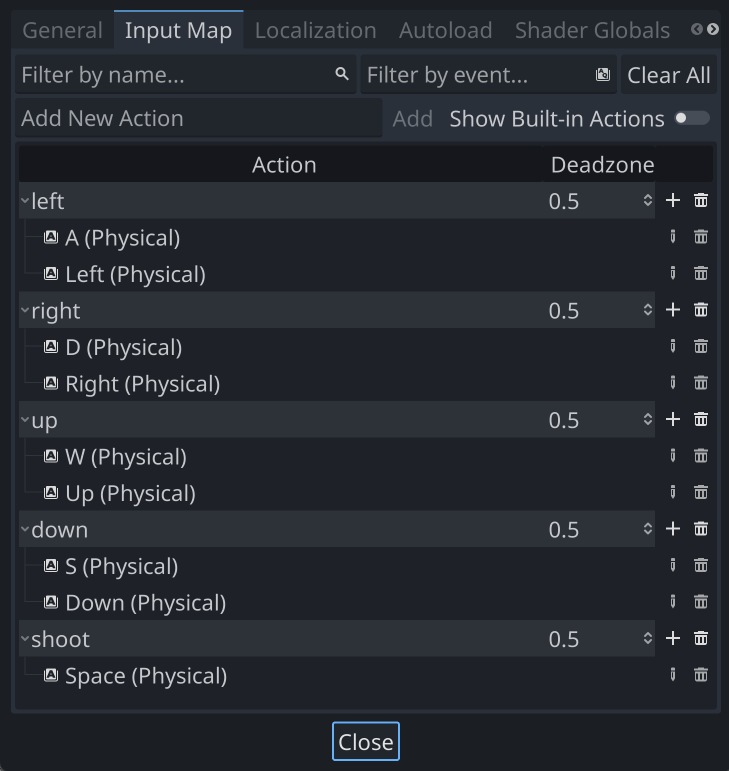 General Input Map Localization Autoload Shader Globals
Filter by name... Filter by event... Clear All
Add New Action Add Show Built-in Actions
Action Deadzone
left 0.5
A (Physical)
Left (Physical)
right 0.5
D (Physical)
Right (Physical)
up 0.5
W (Physical)
Up (Physical)
down 0.5
S (Physical)
Down (Physical)
shoot 0.5
Space (Physical)
Close